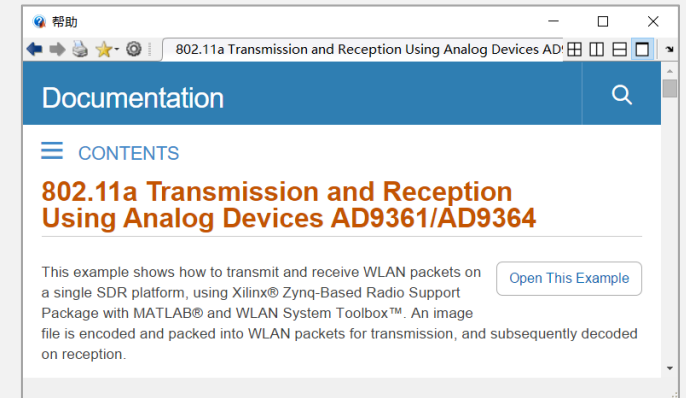 帮助
802.11a Transmission and Reception Using Analog Devices AD
Documentation
CONTENTS
802.11a Transmission and Reception
Using Analog Devices AD9361/AD9364
This example shows how to transmit and receive WLAN packets on
a single SDR platform, using Xilinx® Zynq-Based Radio Support
Package with MATLAB® and WLAN System Toolbox™. An image
file is encoded and packed into WLAN packets for transmission, and subsequently decoded
on reception.
Open This Example